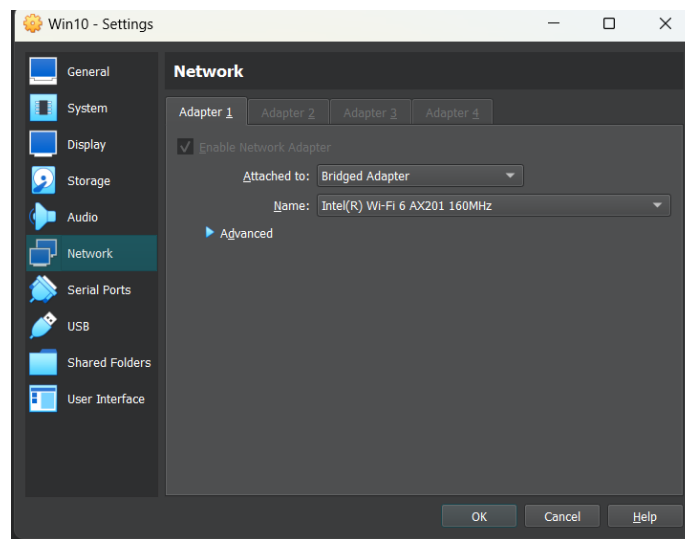 Win10 - Settings
General
System
Display
Storage
Audio
Network
Serial Ports
USB
Shared Folders
User Interface
Network
Adapter 1 Adapter 2 Adapter 3 Adapter 4
Enable Network Adapter
Attached to: Bridged Adapter
Name: Intel(R) Wi-Fi 6 AX201 160MHz
Advanced
OK Cancel Help